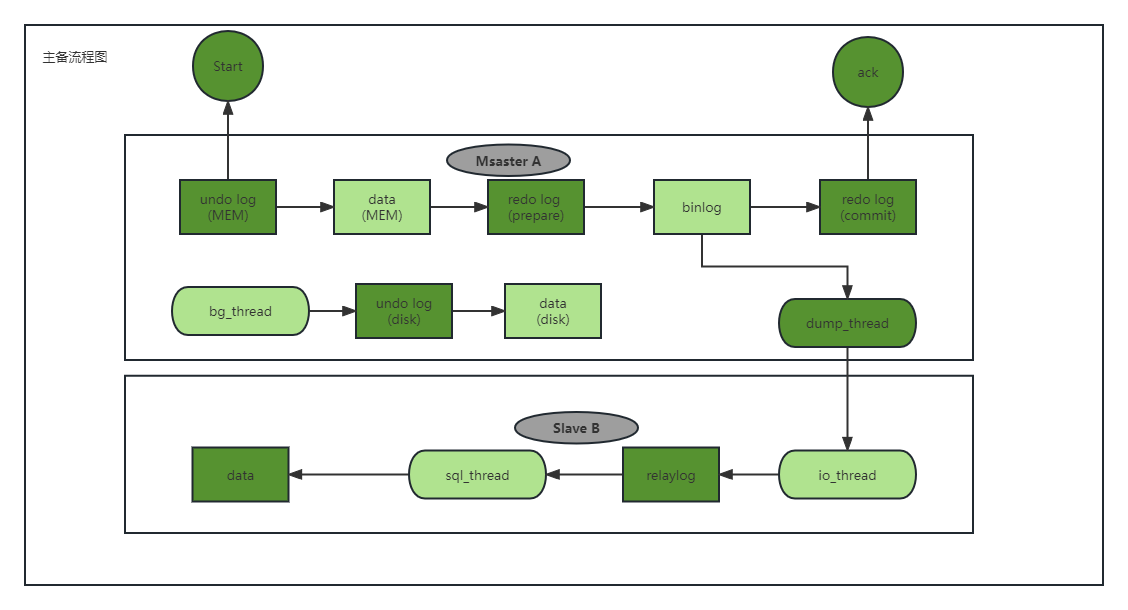 主备流程图
Start
ack
Msaster A
undo log
(MEM)
data
(MEM)
redo log
(prepare)
binlog
redo log
(commit)
bg_thread
undo log
(disk)
data
(disk)
dump_thread
Slave B
data
sql_thread
relaylog
io_thread